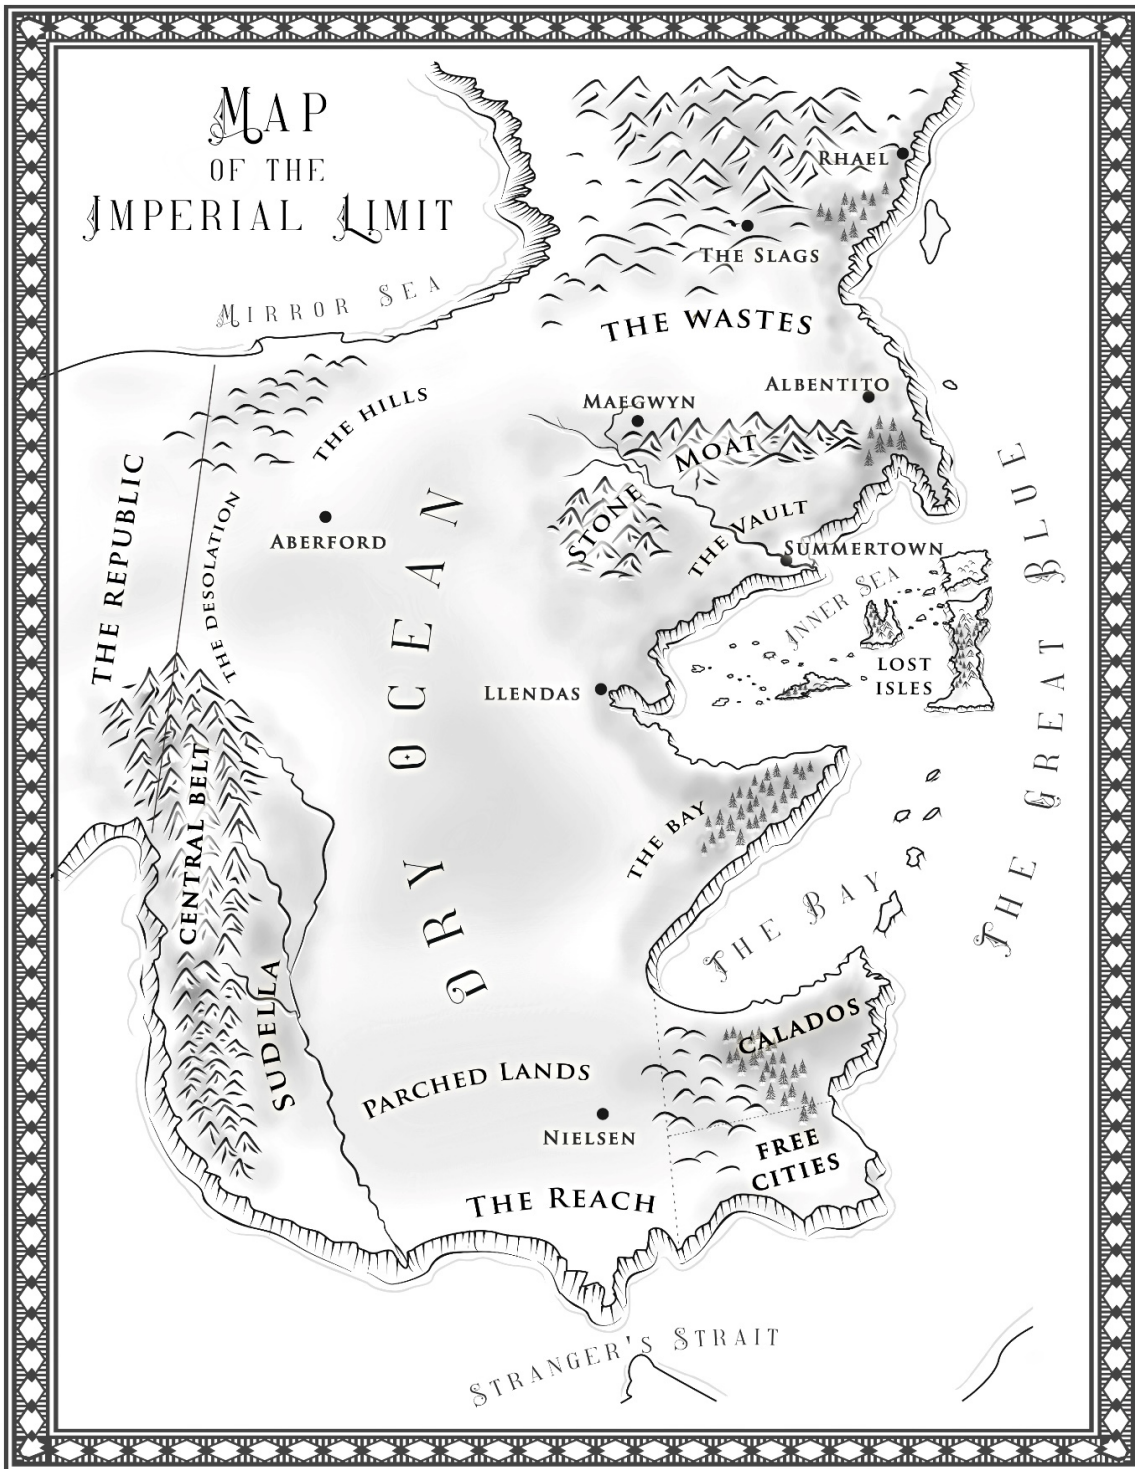 MAP
OF THE
IMPERIAL LIMIT
MIRROR SEA
RHAEL
THE SLAGS
THE WASTES
ALBENTITO
MAEGWYN
MOAT
THE HILLS
STONE
THE VAULT
SUMMERTOWN
ABERFORD
THE REPUBLIC
THE DESOLATION
DRY OCEAN
INNER SEA
LOST
ISLES
LLENDAS
THE GREAT BLUE
CENTRAL BELT
THE BAY
THE BAY
SUDELLA
CALADOS
PARCHED LANDS
NIELSEN
FREE
CITIES
THE REACH
STRANGER'S STRAIT